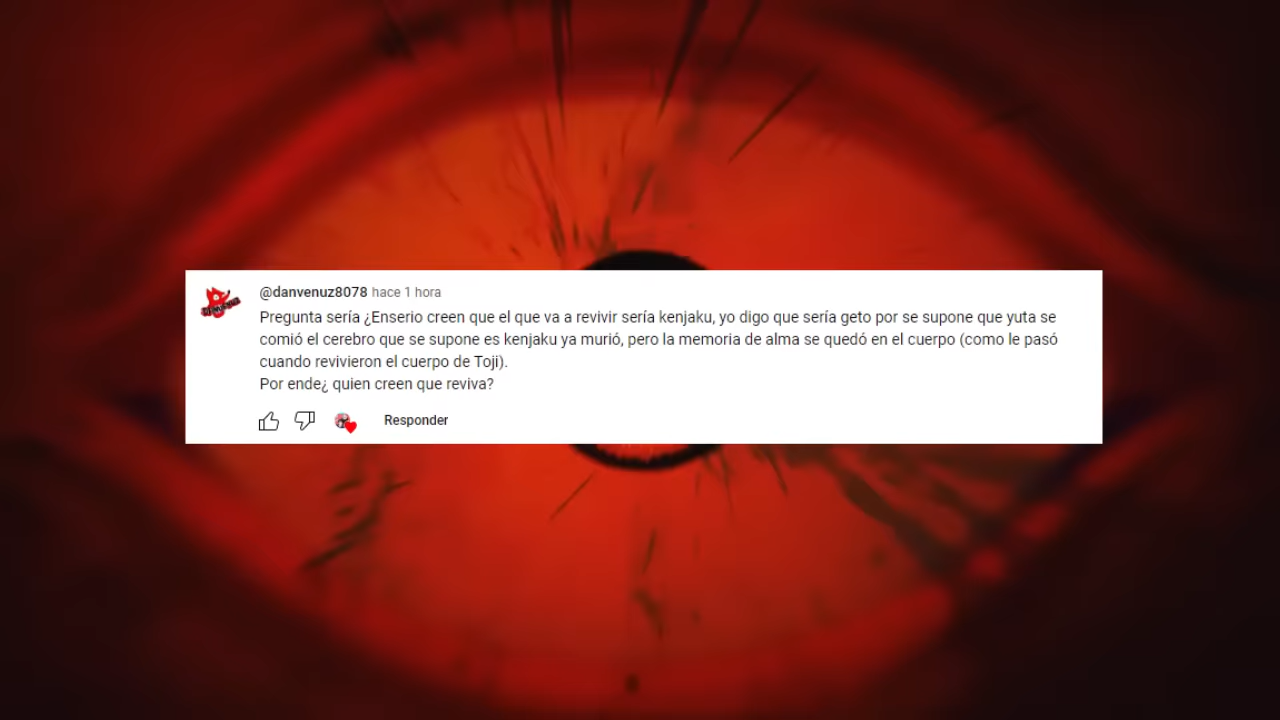 @danvenuz8078 hace 1 hora
Pregunta sería ¿Enserio creen que el que va a revivir sería kenjaku, yo digo que sería geto por se supone que yuta se
comió el cerebro que se supone es kenjaku ya murió, pero la memoria de alma se quedó en el cuerpo (como le pasó
cuando revivieron el cuerpo de Toji).
Por ende¿ quien creen que reviva?
Responder